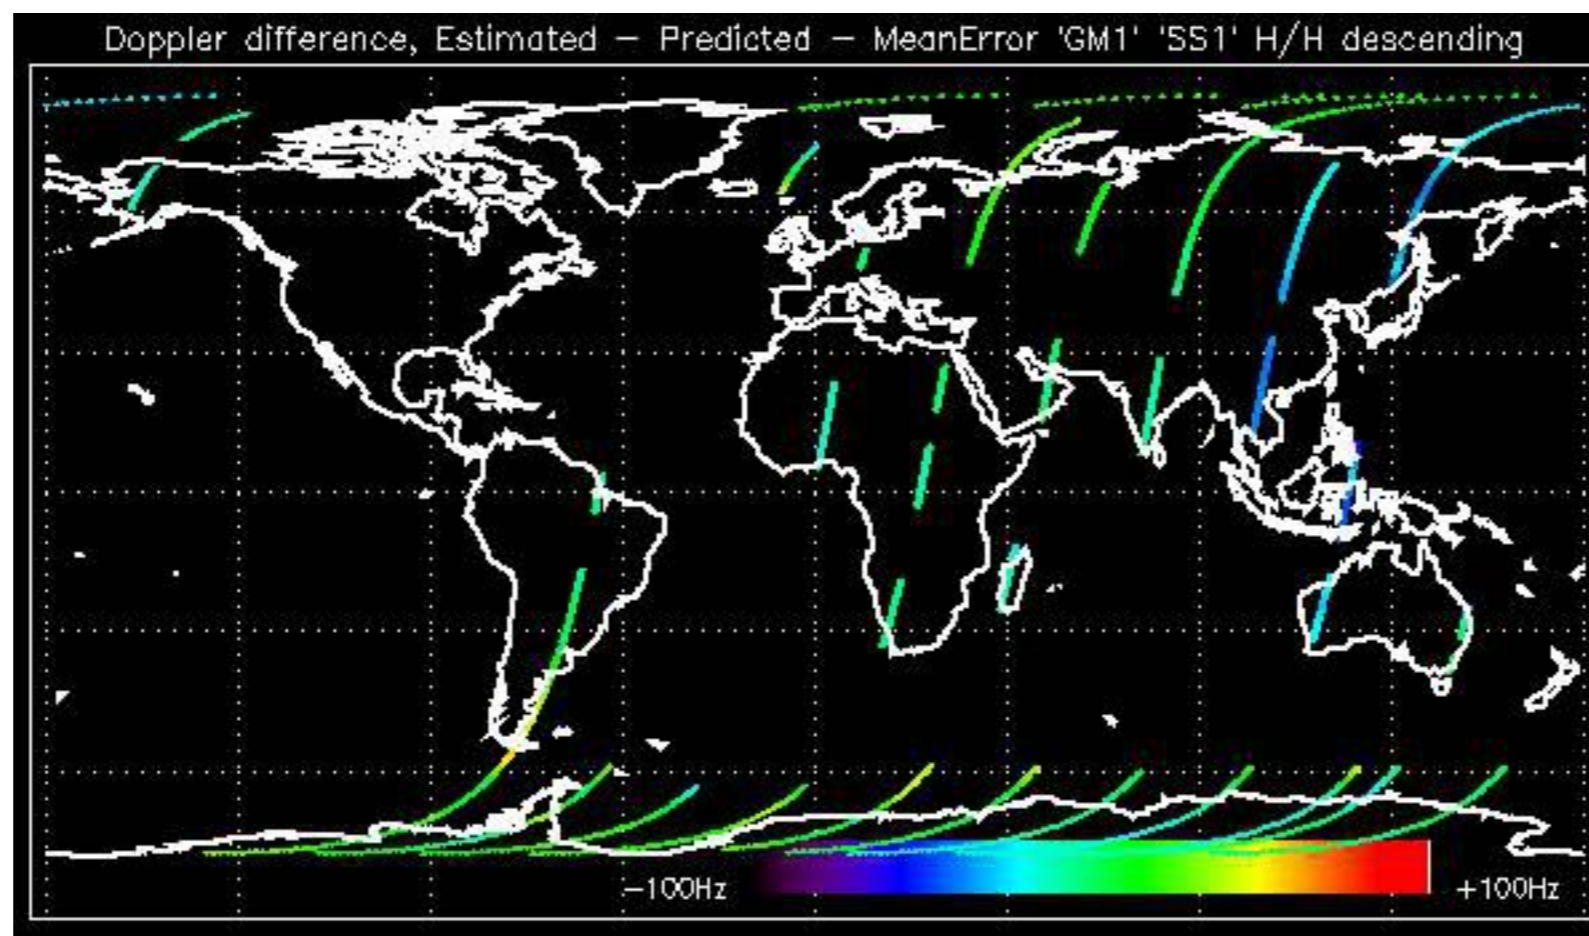 Doppler difference, Estimated — Predicted — MeanError 'GM1' 'SS1' H/H descending
−100Hz +100Hz